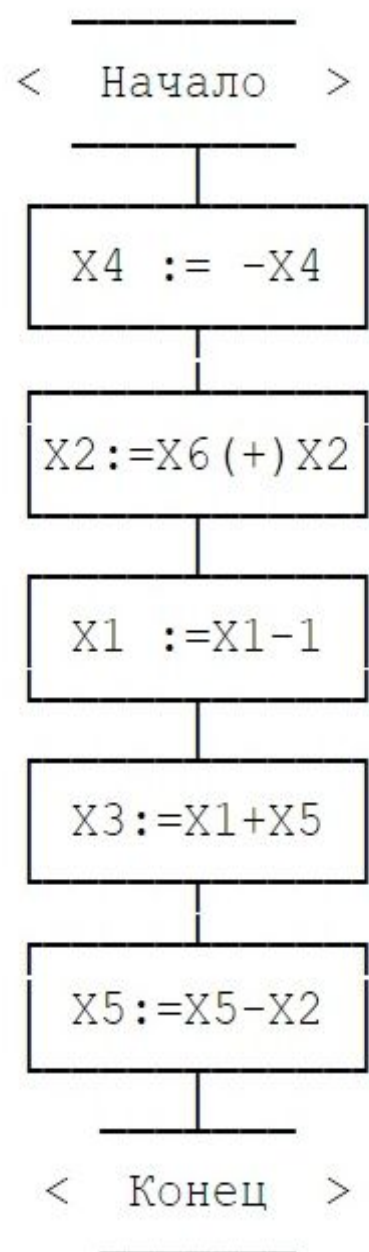 < Начало >
X4 := -X4
X2:=X6(+)X2
X1 :=X1-1
X3:=X1+X5
X5:=X5-X2
< Конец >